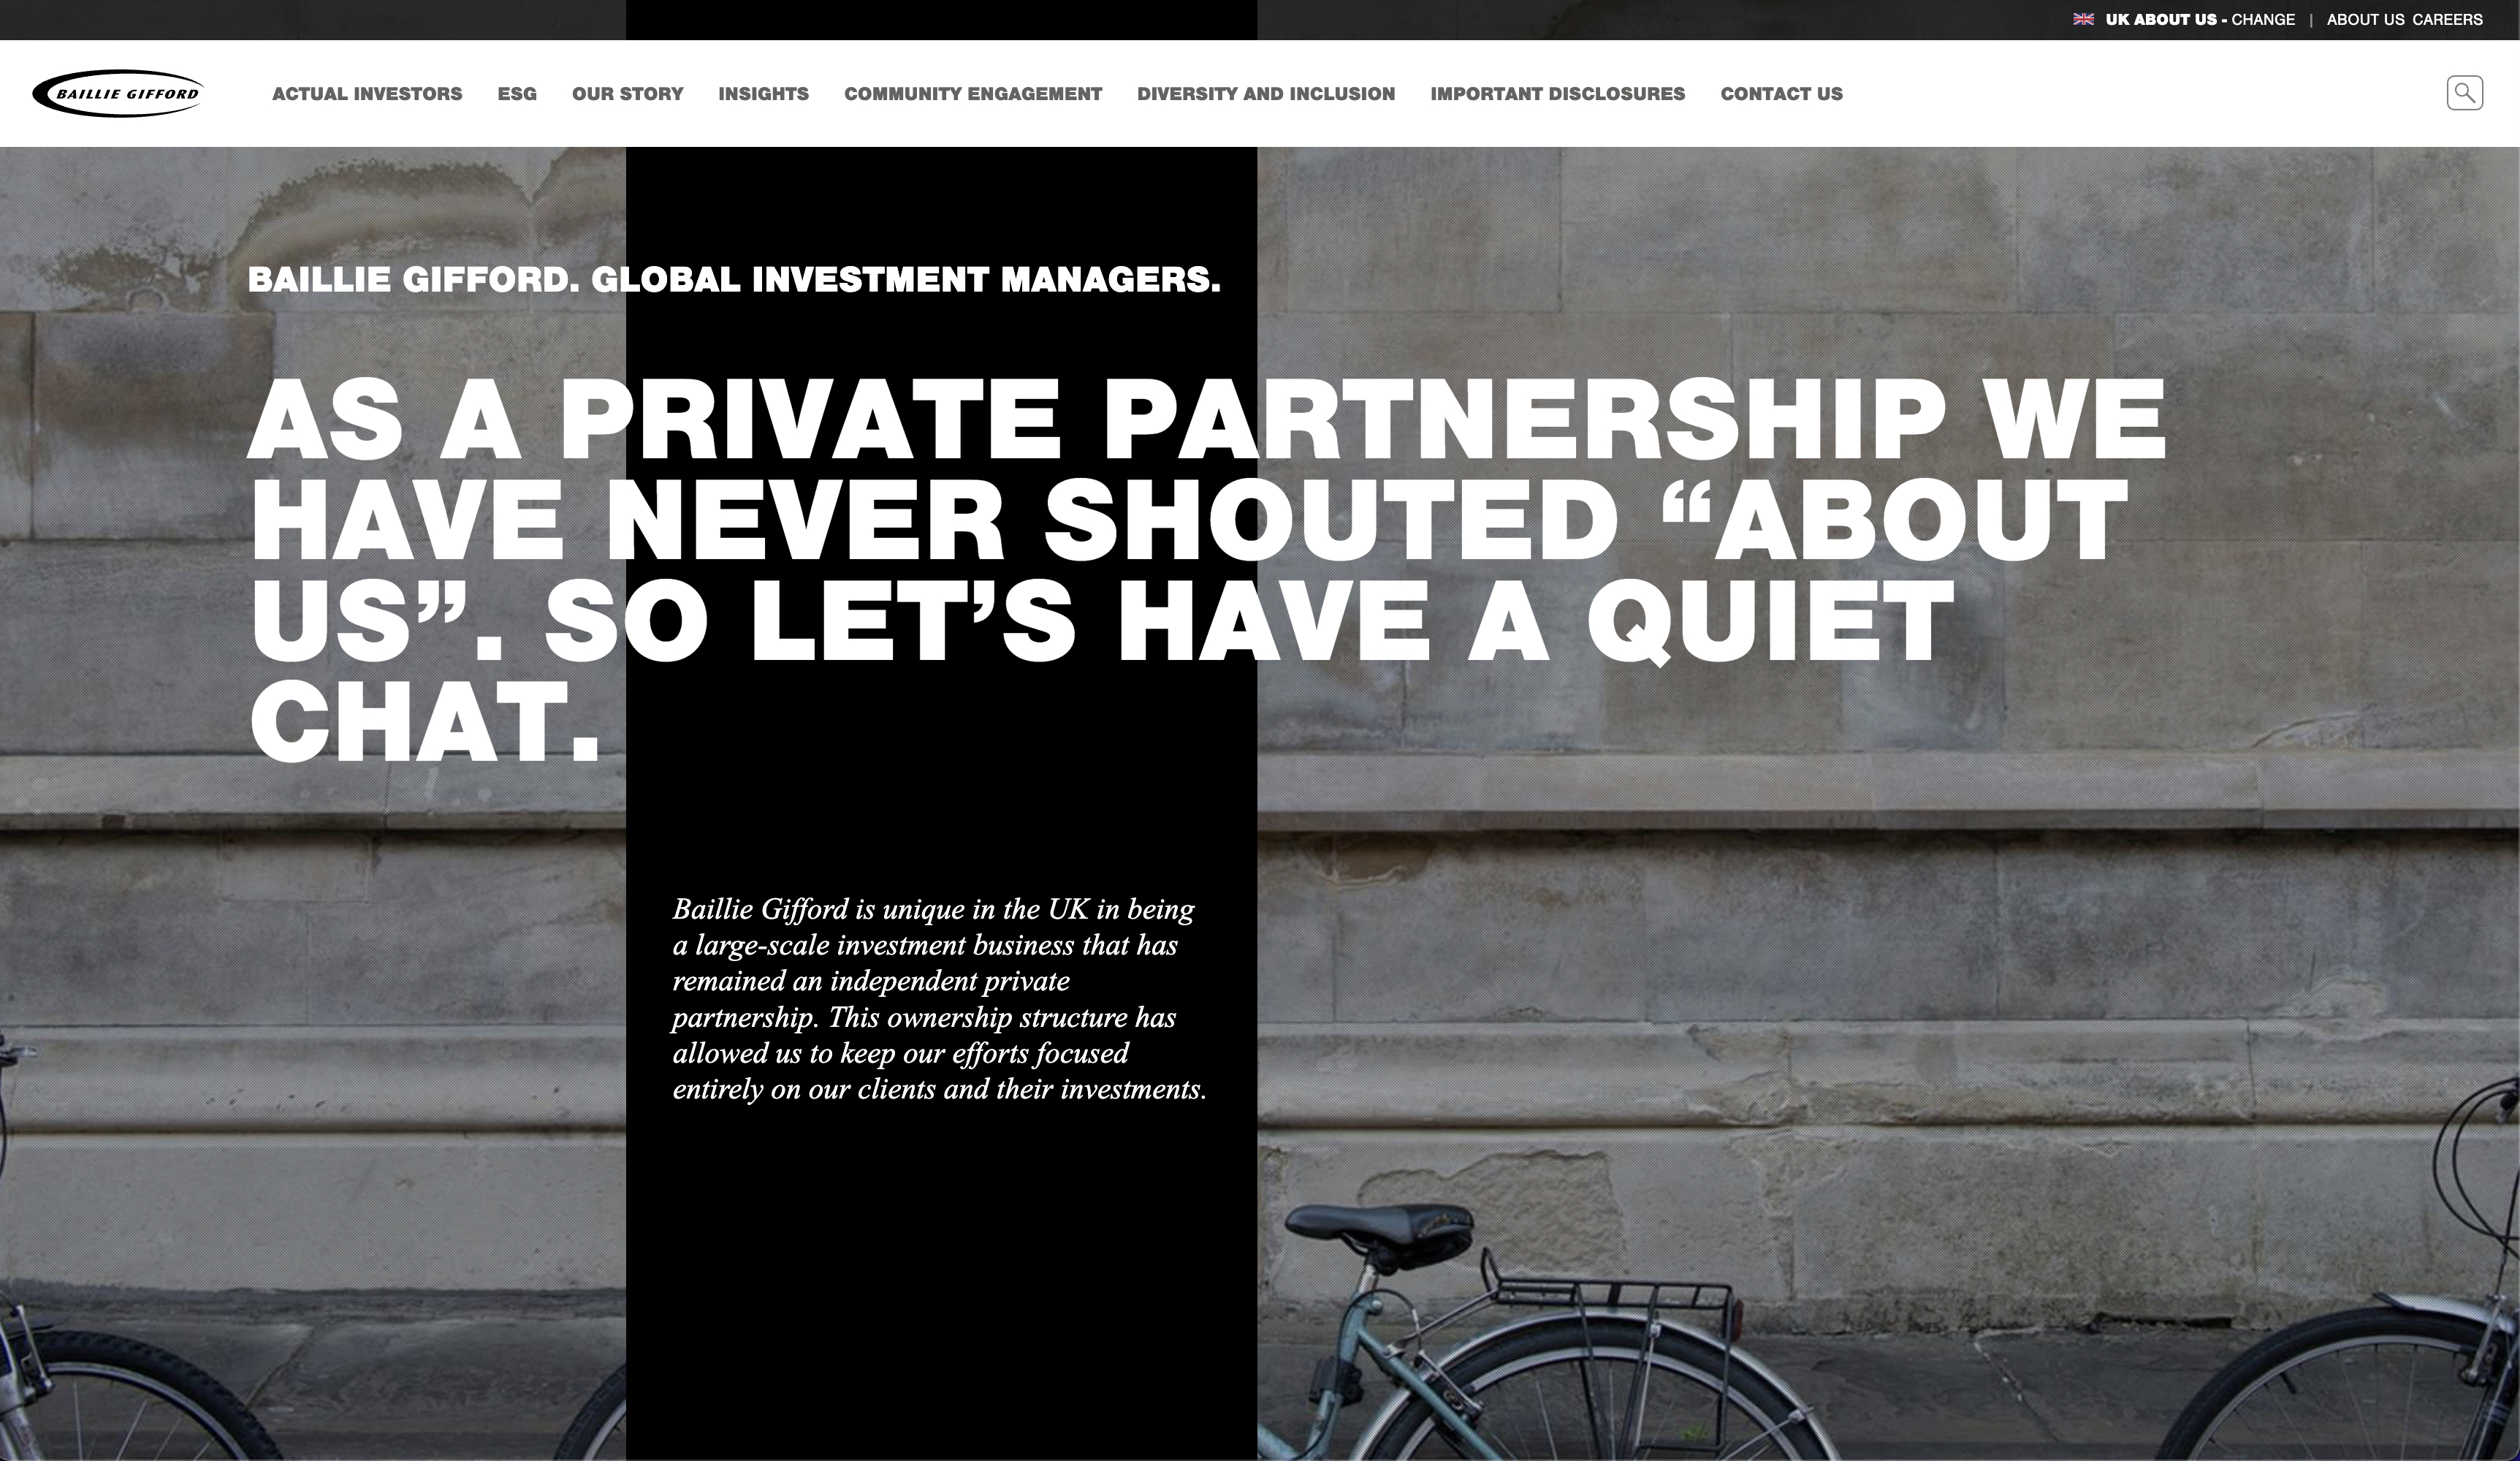 UK ABOUT US - CHANGE | ABOUT US CAREERS
BAILLIE GIFFORD
ACTUAL INVESTORS ESG OUR STORY INSIGHTS COMMUNITY ENGAGEMENT DIVERSITY AND INCLUSION IMPORTANT DISCLOSURES CONTACT US
BAILLIE GIFFORD. GLOBAL INVESTMENT MANAGERS.
AS A PRIVATE PARTNERSHIP WE
HAVE NEVER SHOUTED “ABOUT
US”. SO LET’S HAVE A QUIET
CHAT.
Baillie Gifford is unique in the UK in being
a large-scale investment business that has
remained an independent private
partnership. This ownership structure has
allowed us to keep our efforts focused
entirely on our clients and their investments.